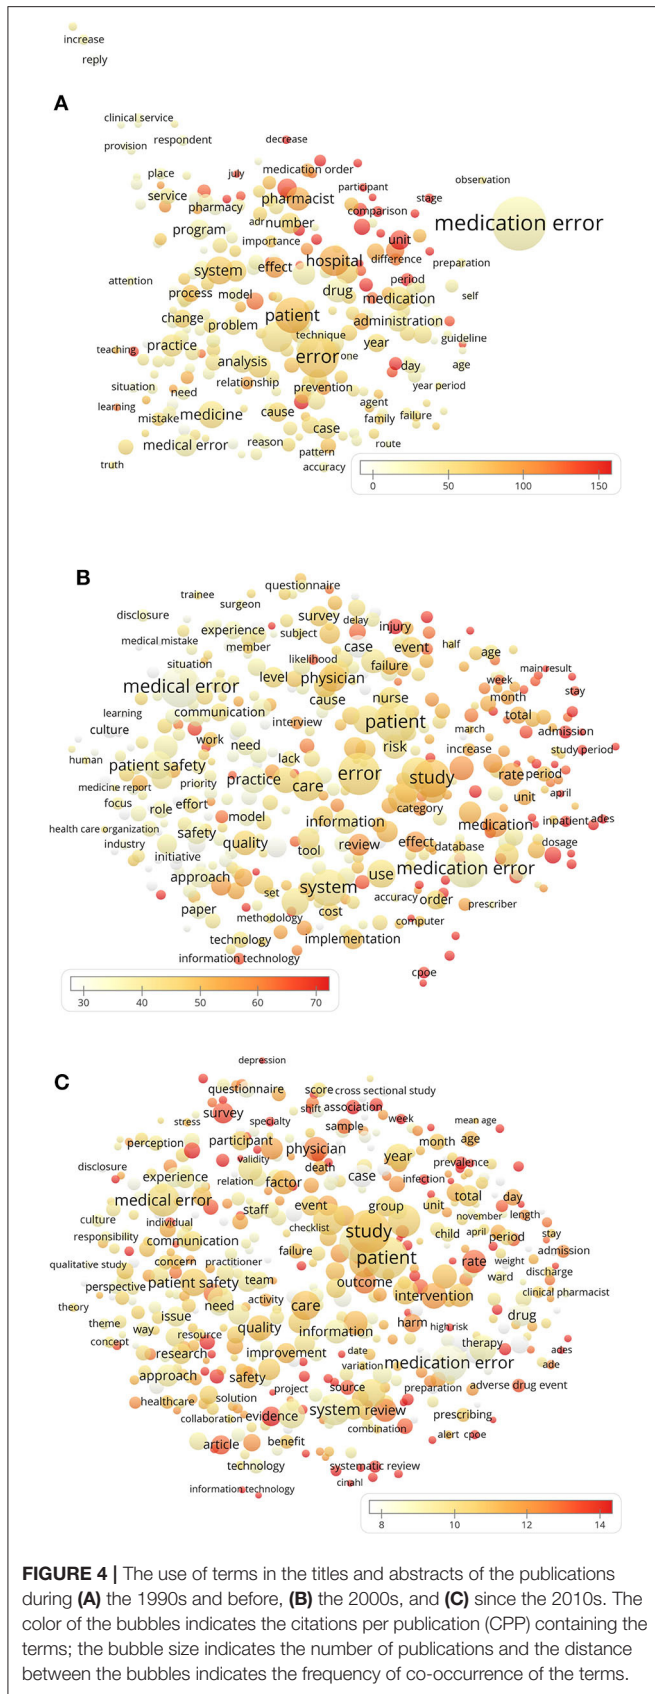 increase
reply
A
clinical service
provision
respondent
decrease
place
july
medication order
observation
service
pharmacist
participant
stage
pharmacy
comparison
medication error
adr
number
program
importance
unit
system
effect
hospital
difference
preparation
attention
drug
period
process
model
medication
self
change
patient
problem
administration
technique
guideline
teaching
practice
error
one
year
analysis
day
age
situation
relationship
prevention
year period
need
learning
agent
mistake
medicine
cause
family
failure
case
medical error
reason
route
pattern
truth
accuracy
0 50 100 150
B
questionnaire
trainee
surgeon
disclosure
survey
delay
experience
subject
injury
medical mistake
member
case
event
half
age
situation
likelihood
failure
main result
medical error
level
physician
week
cause
month
stay
learning
communication
nurse
culture
interview
patient
total
admission
work
need
march
risk
increase
study period
human
patient safety
lack
error
study
rate
period
medicine report
priority
practice
care
april
focus
effort
unit
role
model
category
health care organization
information
medication
inpatient
ades
safety
industry
quality
review
effect
database
dosage
initiative
tool
approach
use
medication error
set
system
accuracy
order
prescriber
paper
methodology
cost
computer
technology
implementation
information technology
cpoe
30 40 50 60 70
C
depression
questionnaire
score
cross sectional study
survey
shift
association
stress
specialty
week
mean age
perception
participant
sample
physician
month
age
validity
year
disclosure
death
prevalence
experience
relation
factor
case
infection
medical error
total
day
culture
staff
event
group
unit
individual
november
length
responsibility
checklist
study
child
april
period
stay
communication
admission
qualitative study
concern
practitioner
failure
patient
rate
weight
discharge
perspective
patient safety
team
outcome
ward
theory
need
activity
care
intervention
clinical pharmacist
theme
issue
drug
way
quality
information
harm
high risk
concept
resource
therapy
research
improvement
date
ades
variation
medication error
ade
approach
safety
project
source
preparation
adverse drug event
healthcare
solution
collaboration
evidence
system
review
prescribing
combination
article
benefit
alert
cpoe
technology
systematic review
cinahl
information technology
8 10 12 14
FIGURE 4 | The use of terms in the titles and abstracts of the publications
during (A) the 1990s and before, (B) the 2000s, and (C) since the 2010s. The
color of the bubbles indicates the citations per publication (CPP) containing the
terms; the bubble size indicates the number of publications and the distance
between the bubbles indicates the frequency of co-occurrence of the terms.